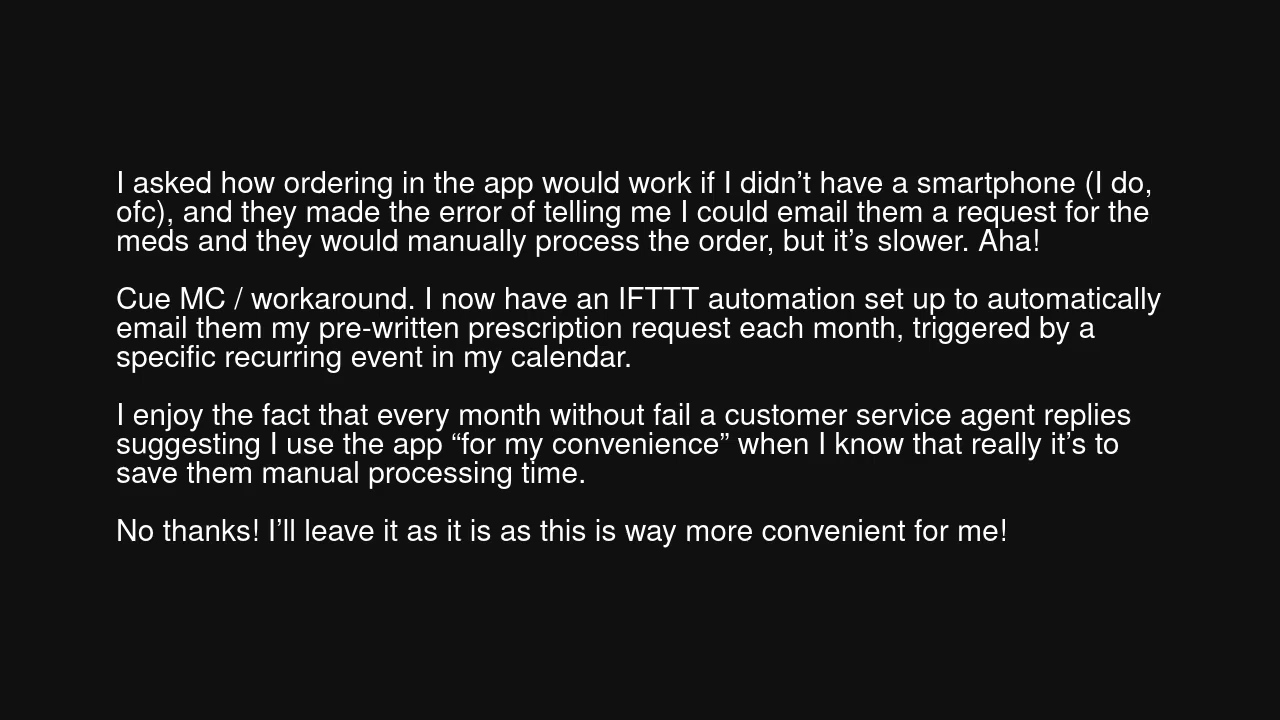 I asked how ordering in the app would work if I didn’t have a smartphone (I do,
ofc), and they made the error of telling me I could email them a request for the
meds and they would manually process the order, but it’s slower. Aha!
Cue MC / workaround. I now have an IFTTT automation set up to automatically
email them my pre-written prescription request each month, triggered by a
specific recurring event in my calendar.
I enjoy the fact that every month without fail a customer service agent replies
suggesting I use the app “for my convenience” when I know that really it’s to
save them manual processing time.
No thanks! I’ll leave it as it is as this is way more convenient for me!